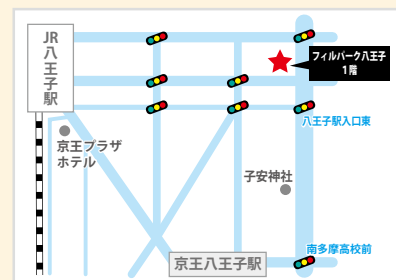 JR
八王子駅
フィルパーク八王子
1階
八王子駅入口東
京王プラザ
ホテル
子安神社
南多摩高校前
京王八王子駅